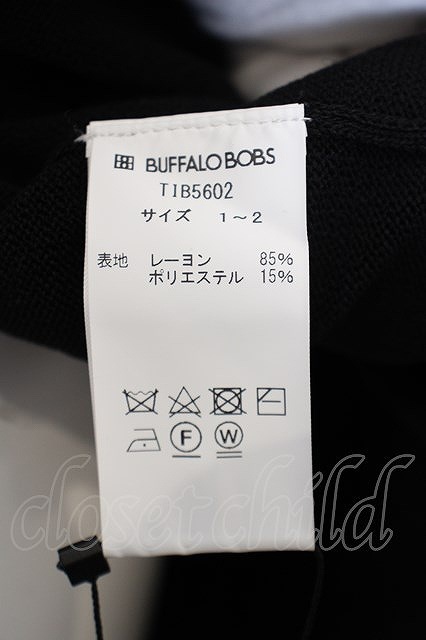 BUFFALO BOBS
TIB5602
サイズ 1～2
表地 レーヨン 85%
ポリエステル 15%
F W
closet child